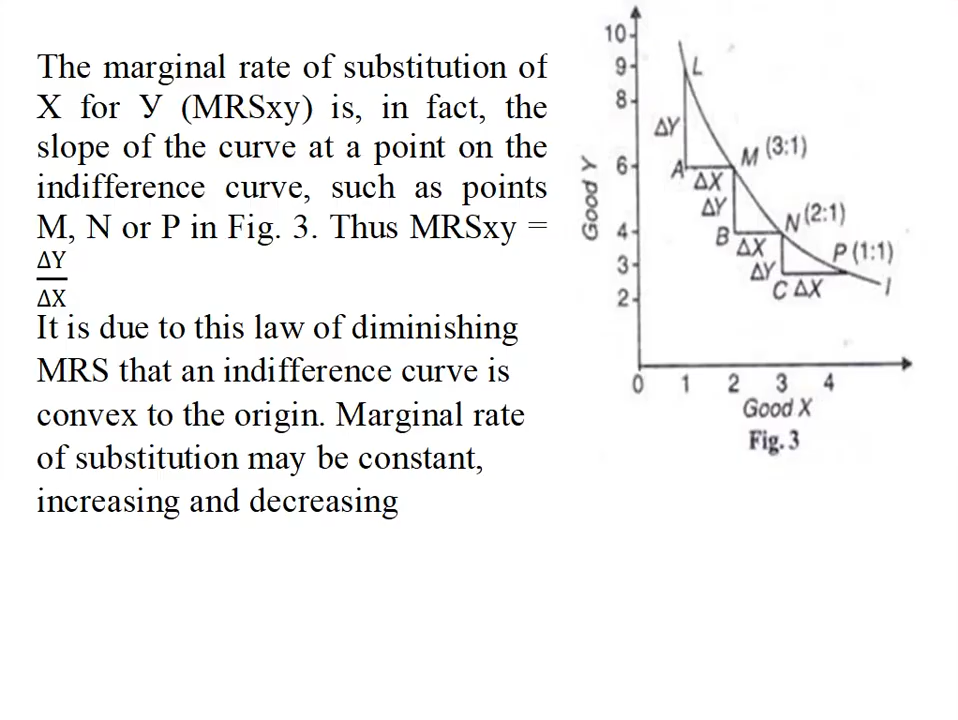 The marginal rate of substitution of
X for У (MRSxy) is, in fact, the
slope of the curve at a point on the
indifference curve, such as points
M, N or P in Fig. 3. Thus MRSxy =
ΔY
ΔX
It is due to this law of diminishing
MRS that an indifference curve is
convex to the origin. Marginal rate
of substitution may be constant,
increasing and decreasing
10
9
8
6
4
3
2
Good Y
L
ΔY
A
ΔX
M (3:1)
ΔY
B
ΔX
N (2:1)
ΔY
C ΔX
P (1:1)
I
0 1 2 3 4
Good X
Fig. 3